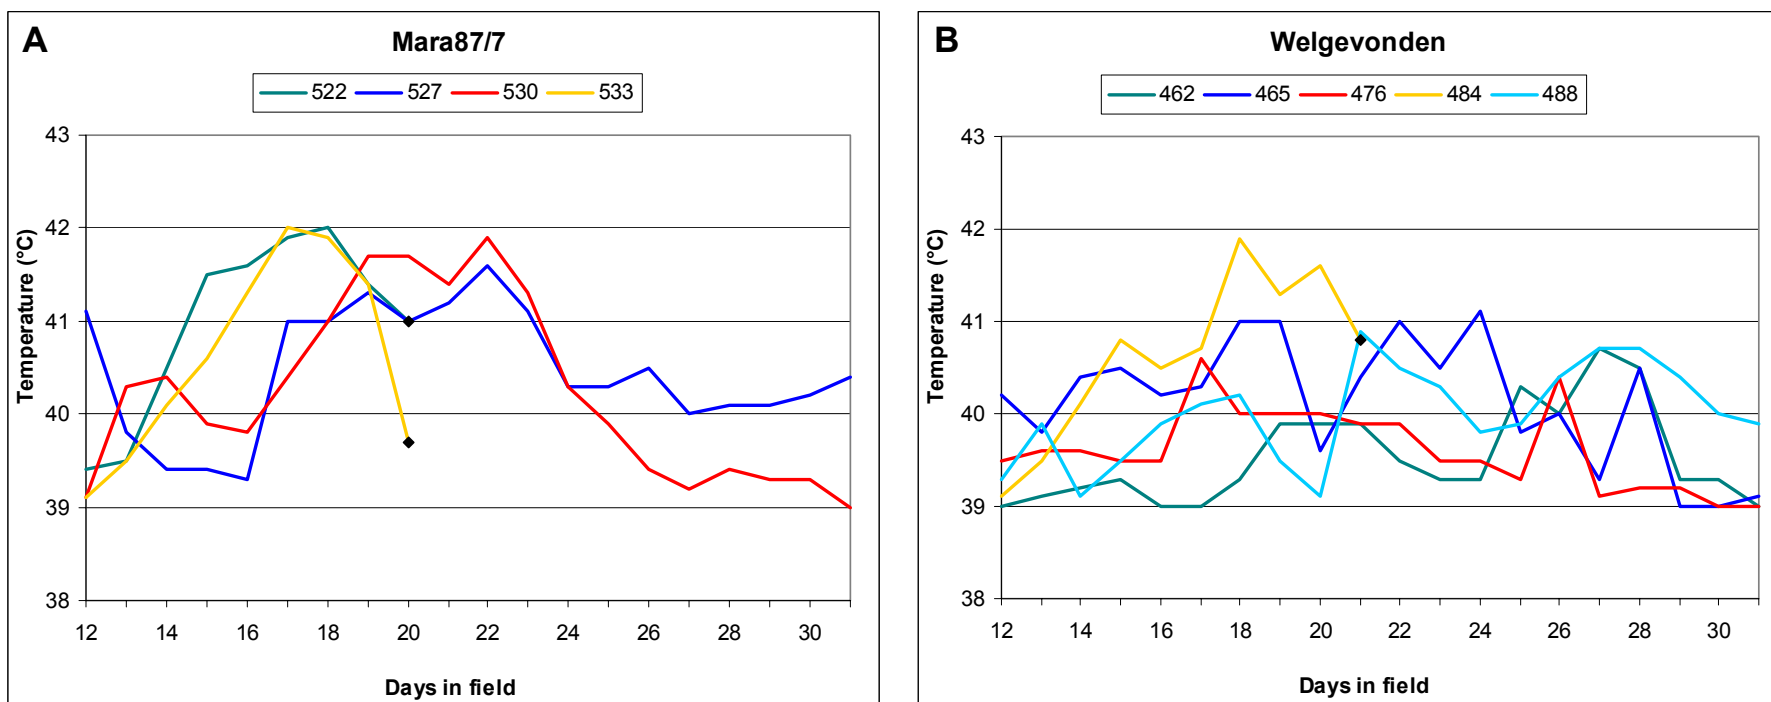 A
Mara87/7
522 527 530 533
43
42
41
40
39
38
Temperature (°C)
12 14 16 18 20 22 24 26 28 30
Days in field
B
Welgevonden
462 465 476 484 488
43
42
41
40
39
38
Temperature (°C)
12 14 16 18 20 22 24 26 28 30
Days in field